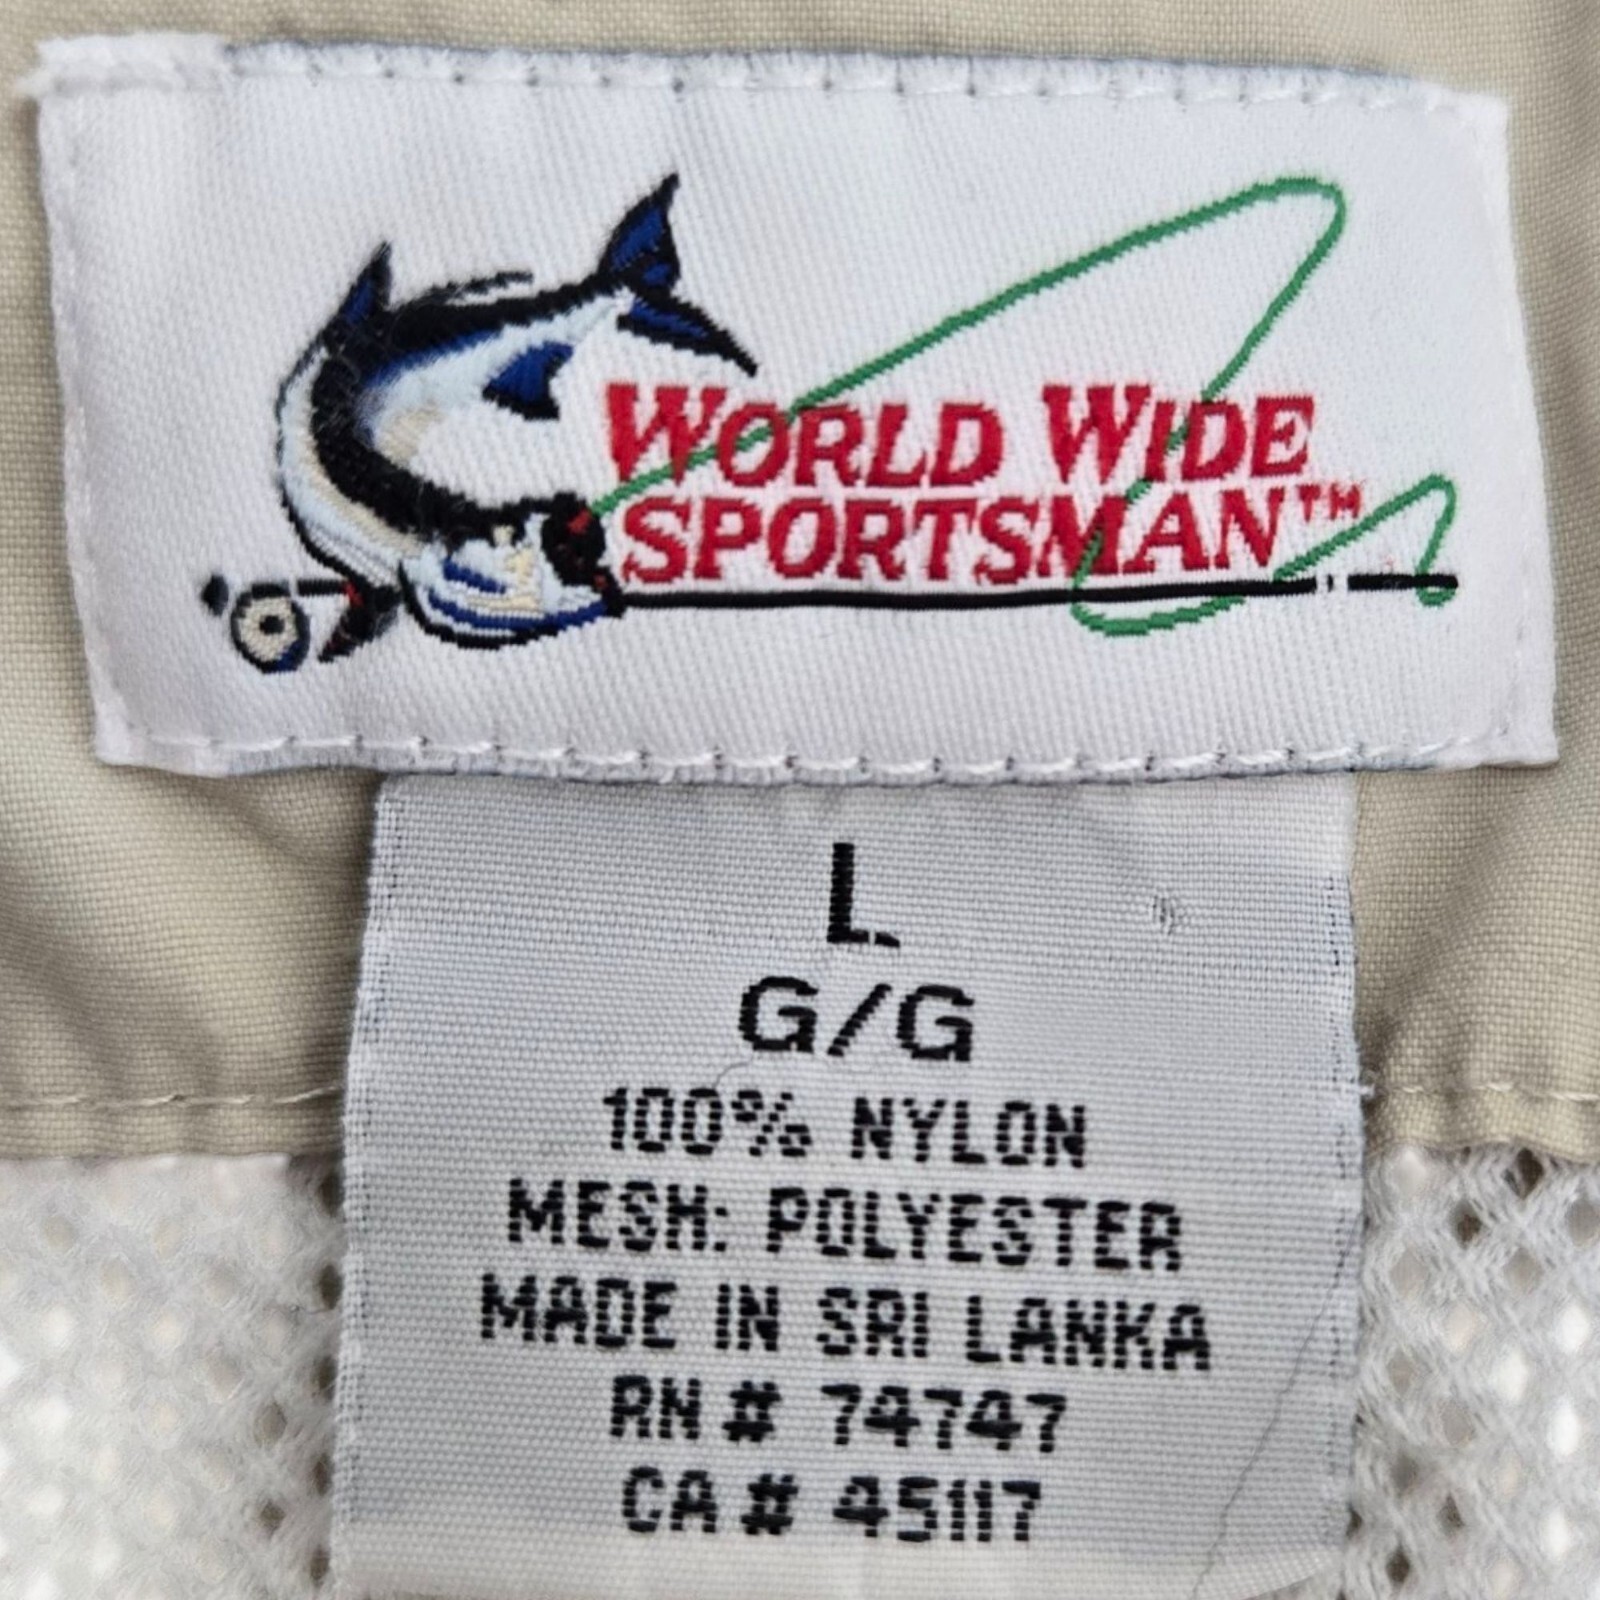 WORLD WIDE
SPORTSMAN™
L
G/G
100% NYLON
MESH: POLYESTER
MADE IN SRI LANKA
RN # 74747
CA # 45117